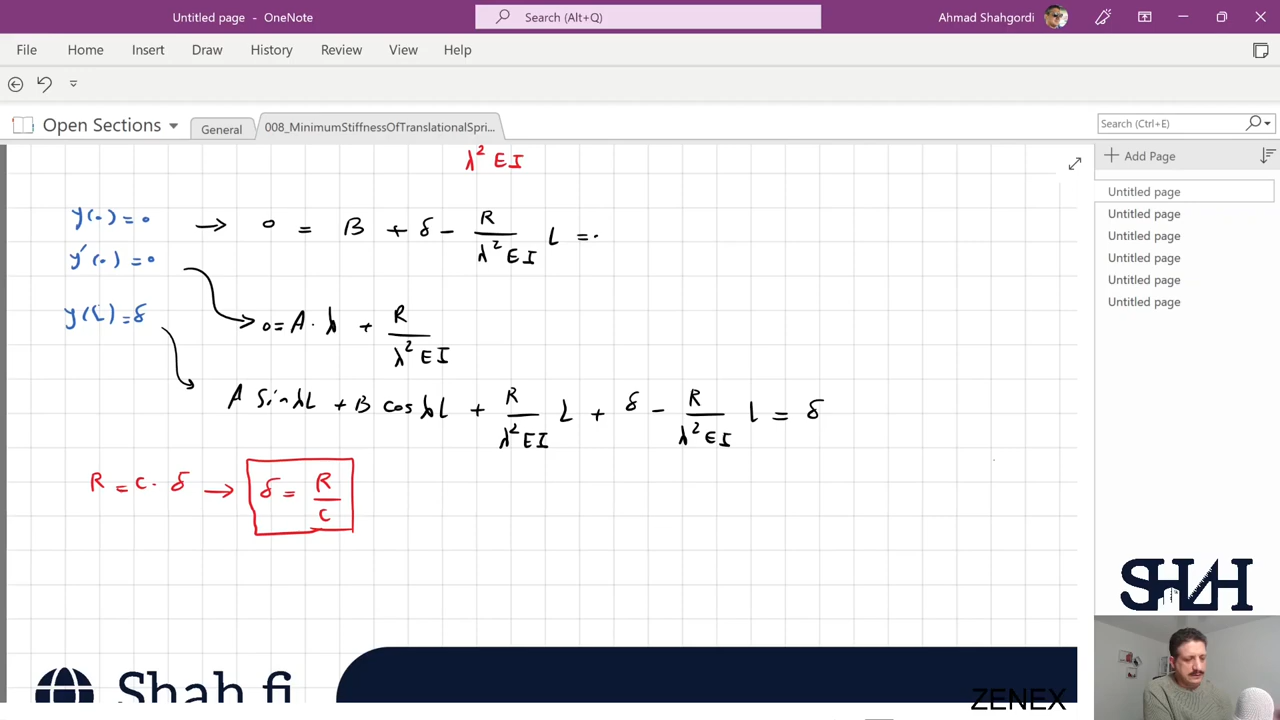 Untitled page - OneNote
Search (Alt+Q)
Ahmad Shahgordi
File Home Insert Draw History Review View Help
Open Sections
General
008_MinimumStiffnessOfTranslationalSpri...
Search (Ctrl+E)
Add Page
Untitled page
Untitled page
Untitled page
Untitled page
Untitled page
Untitled page
λ² EI
y(0) = 0 → 0 = B + δ - R/(λ² EI) L = 0
y′(0) = 0
0 = A · λ + R/(λ² EI)
y(L) = δ
A Sin λL + B cos λL + R/(λ² EI) L + δ - R/(λ² EI) L = δ
R = C · δ → δ = R/C
SHAH
Shah.fi
ZENEX